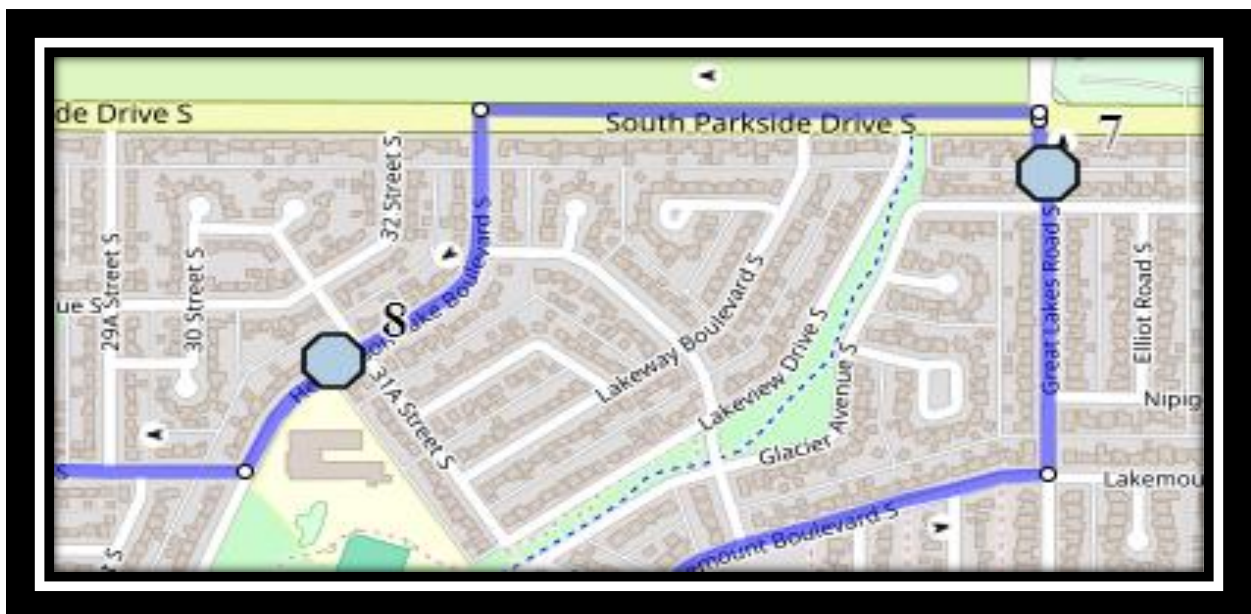 de Drive S
South Parkside Drive S
7
32 Street S
29A Street S
30 Street S
ue S
8
Lake Boulevard S
31A Street S
Lakeway Boulevard S
Lakeview Drive S
Glacier Avenue S
Great Lakes Road S
Elliot Road S
Nipig
Lakemou
mount Boulevard S
S